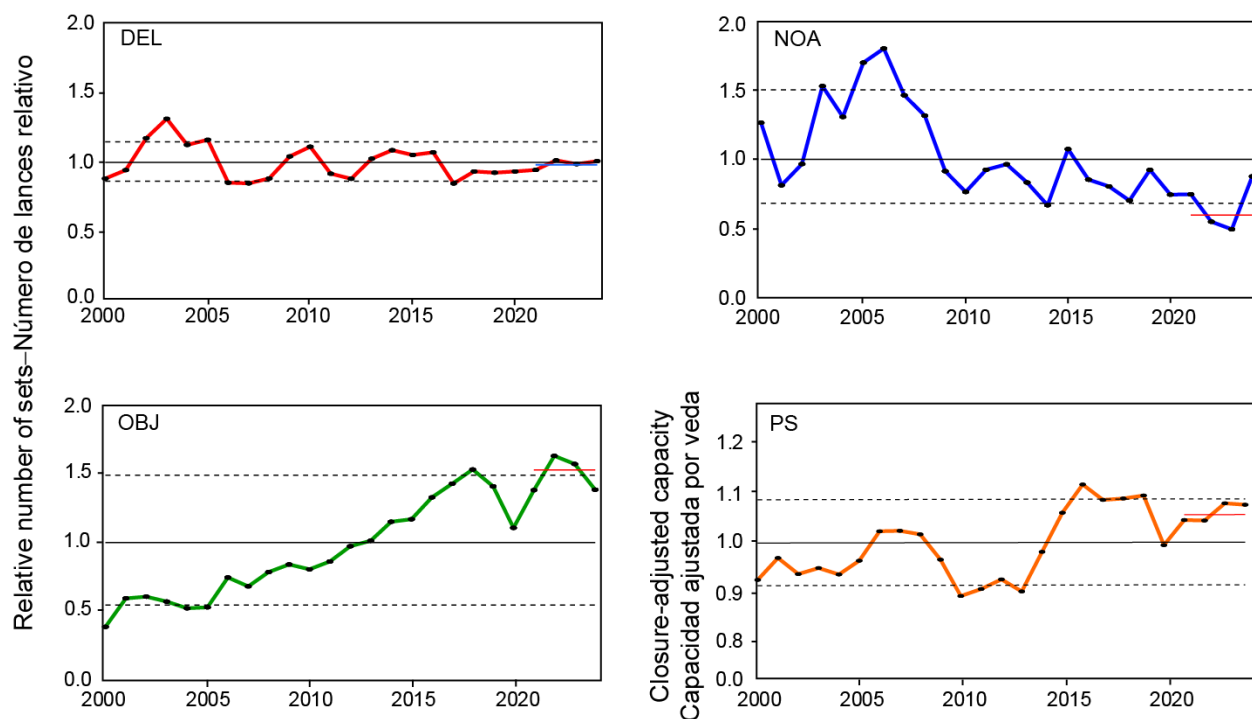 Relative number of sets–Número de lances relativo
DEL
2.0
1.5
1.0
1.0
0.0
2000 2005 2010 2015 2020
NOA
2.0
1.5
1.0
0.5
0.0
2000 2005 2010 2015 2020
OBJ
2.0
1.5
1.0
0.5
0.0
2000 2005 2010 2015 2020
Closure-adjusted capacity
Capacidad ajustada por veda
PS
1.2
1.1
1.0
0.9
0.8
0.0
2000 2005 2010 2015 2020